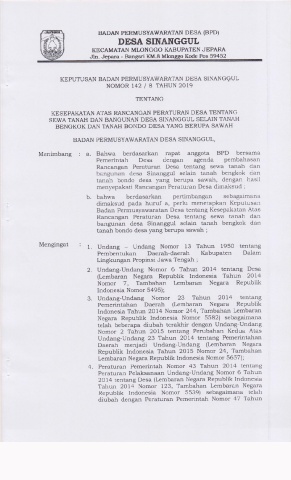 BADAN PERMUSYAWARATAN DESA (BPD)
DESA SINANGGUL
KECAMATAN MLONGGO KABUPATEN JEPARA
Jln. Jepara - Bangsri KM.8 Mlonggo Kode Pos 59452
KEPUTUSAN BADAN PERMUSYAWARATAN DESA SINANGGUL
NOMOR 142 / 8 TAHUN 2019
TENTANG
KESEPAKATAN ATAS RANCANGAN PERATURAN DESA TENTANG
SEWA TANAH DAN BANGUNAN DESA SINANGGUL SELAIN TANAH
BENGKOK DAN TANAH BONDO DESA YANG BERUPA SAWAH
BADAN PERMUSYAWARATAN DESA SINANGGUL,
Menimbang : a. Bahwa berdasarkan rapat anggota BPD bersama
Pemerintah Desa dengan agenda pembahasan
Rancangan Peraturan Desa tentang sewa tanah dan
bangunan desa Sinanggul selain tanah bengkok dan
tanah bondo desa yang berupa sawah, dengan hasil
menyepakati Rancangan Peraturan Desa dimaksud ;
b. bahwa berdasarkan pertimbangan sebagaimana
dimaksud pada huruf a, perlu menetapkan Keputusan
Badan Permusyawaratan Desa tentang Kesepakatan Atas
Rancangan Peraturan Desa tentang sewa tanah dan
bangunan desa Sinanggul selain tanah bengkok dan
tanah bondo desa yang berupa sawah ;
Mengingat : 1. Undang – Undang Nomor 13 Tahun 1950 tentang
Pembentukan Daerah-daerah Kabupaten Dalam
Lingkungan Propinsi Jawa Tengah ;
2. Undang-Undang Nomor 6 Tahun 2014 tentang Desa
(Lembaran Negara Republik Indonesia Tahun 2014
Nomor 7, Tambahan Lembaran Negara Republik
Indonesia Nomor 5495);
3. Undang-Undang Nomor 23 Tahun 2014 tentang
Pemerintahan Daerah (Lembaran Negara Republik
Indonesia Tahun 2014 Nomor 244, Tambahan Lembaran
Negara Republik Indonesia Nomor 5582) sebagaimana
telah beberapa diubah terakhir dengan Undang-Undang
Nomor 2 Tahun 2015 tentang Perubahan Kedua Atas
Undang-Undang 23 Tahun 2014 tentang Pemerintahan
Daerah menjadi Undang-Undang (Lembaran Negara
Republik Indonesia Tahun 2015 Nomor 24, Tambahan
Lembaran Negara Republik Indonesia Nomor 5657);
4. Peraturan Pemerintah Nomor 43 Tahun 2014 tentang
Peraturan Pelaksanaan Undang-Undang Nomor 6 Tahun
2014 tentang Desa (Lembaran Negara Republik Indonesia
Tahun 2014 Nomor 123, Tambahan Lembaran Negara
Republik Indonesia Nomor 5539) sebagaimana telah
diubah dengan Peraturan Pemerintah Nomor 47 Tahun